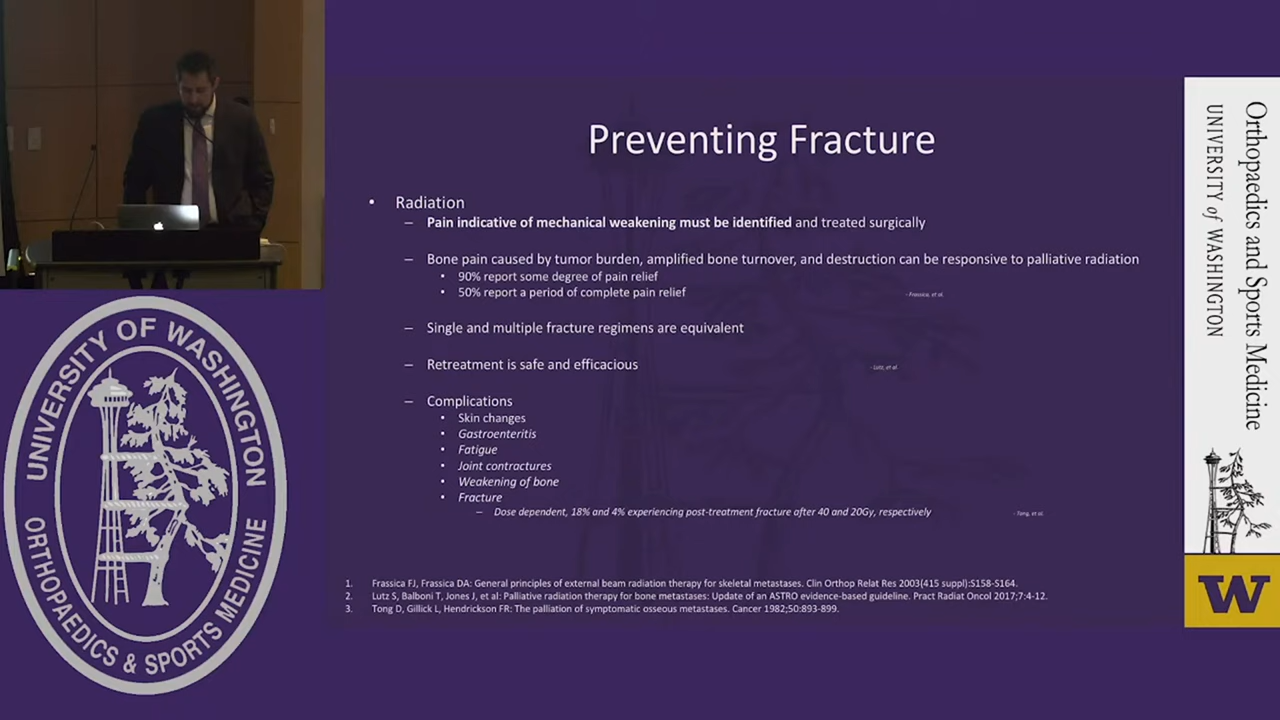 Preventing Fracture
• Radiation
– Pain indicative of mechanical weakening must be identified and treated surgically
– Bone pain caused by tumor burden, amplified bone turnover, and destruction can be responsive to palliative radiation
• 90% report some degree of pain relief
• 50% report a period of complete pain relief
- Frassica, et al.
– Single and multiple fracture regimens are equivalent
– Retreatment is safe and efficacious
- Lutz, et al.
– Complications
• Skin changes
• Gastroenteritis
• Fatigue
• Joint contractures
• Weakening of bone
• Fracture
– Dose dependent, 18% and 4% experiencing post-treatment fracture after 40 and 20Gy, respectively
- Tong, et al.
1. Frassica FJ, Frassica DA: General principles of external beam radiation therapy for skeletal metastases. Clin Orthop Relat Res 2003(415 suppl):S158-S164.
2. Lutz S, Balboni T, Jones J, et al: Palliative radiation therapy for bone metastases: Update of an ASTRO evidence-based guideline. Pract Radiat Oncol 2017;7:4-12.
3. Tong D, Gillick L, Hendrickson FR: The palliation of symptomatic osseous metastases. Cancer 1982;50:893-899.
UNIVERSITY OF WASHINGTON
ORTHOPAEDICS & SPORTS MEDICINE
Orthopaedics and Sports Medicine
UNIVERSITY of WASHINGTON
W